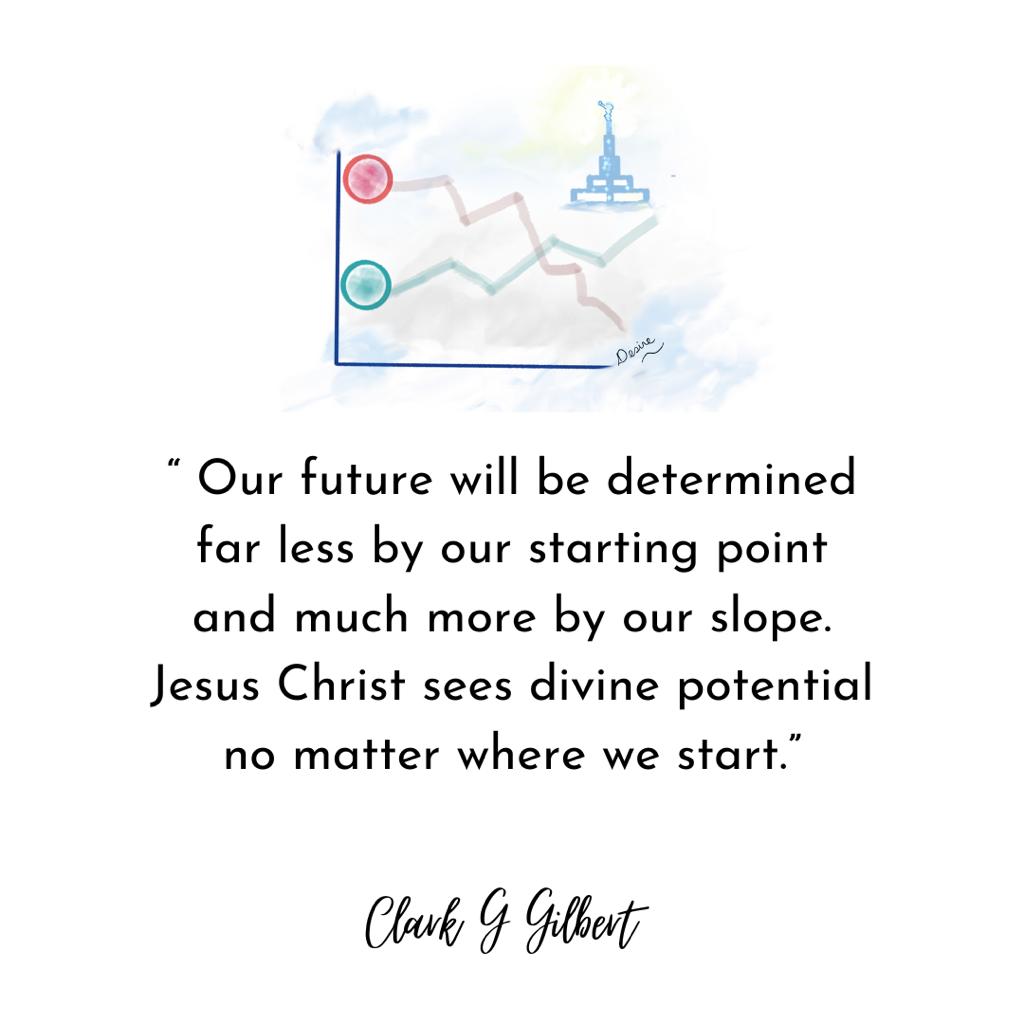 Desire
“ Our future will be determined
far less by our starting point
and much more by our slope.
Jesus Christ sees divine potential
no matter where we start.”
Clark G Gilbert